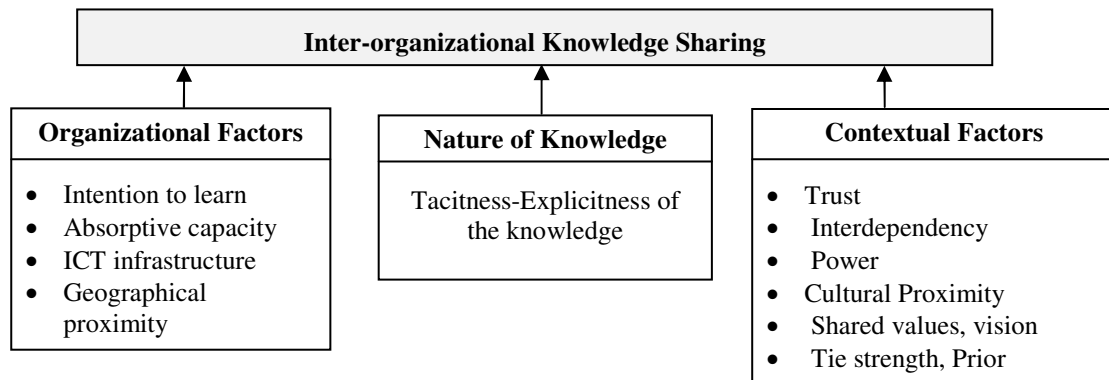 Inter-organizational Knowledge Sharing
Organizational Factors
• Intention to learn
• Absorptive capacity
• ICT infrastructure
• Geographical
proximity
Nature of Knowledge
Tacitness-Explicitness of
the knowledge
Contextual Factors
• Trust
• Interdependency
• Power
• Cultural Proximity
• Shared values, vision
• Tie strength, Prior